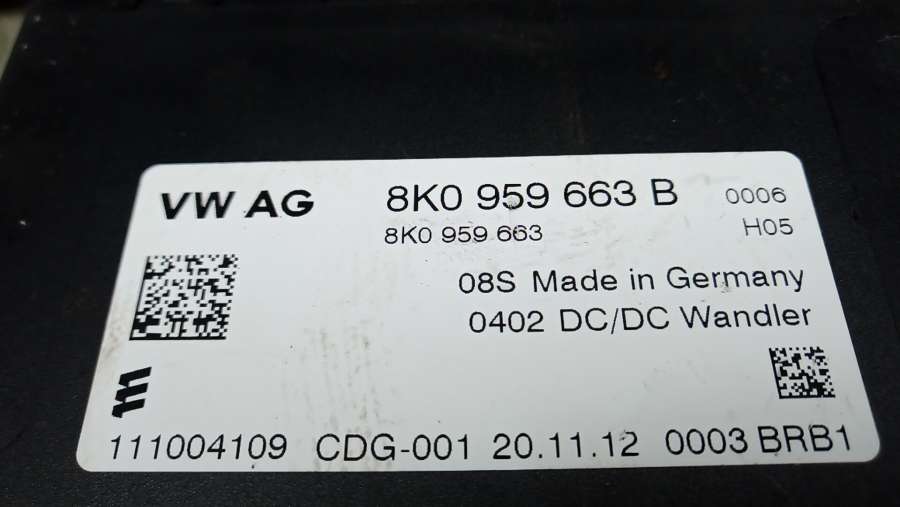 VW AG 8K0 959 663 B 0006
8K0 959 663 H05
08S Made in Germany
0402 DC/DC Wandler
111004109 CDG-001 20.11.12 0003 BRB1